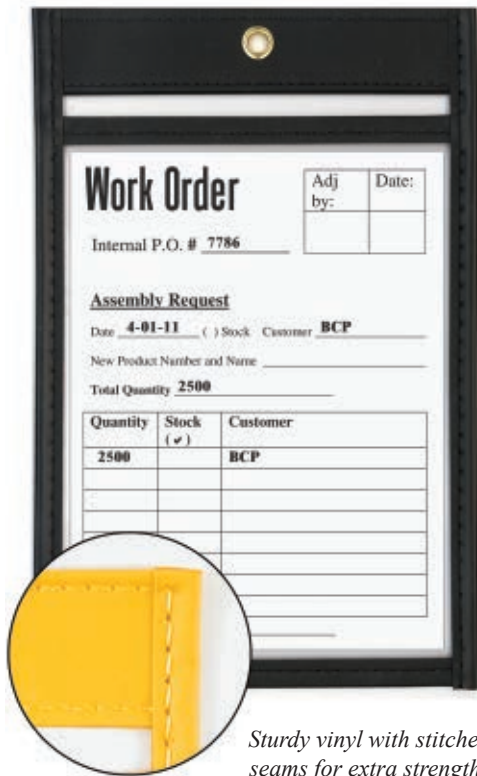 Work Order
Adj by:
Date:
Internal P.O. # 7786
Assembly Request
Date 4-01-11 ( ) Stock Customer BCP
New Product Number and Name
Total Quantity 2500
Quantity Stock (✔) Customer
2500 BCP
Sturdy vinyl with stitche
seams for extra strength